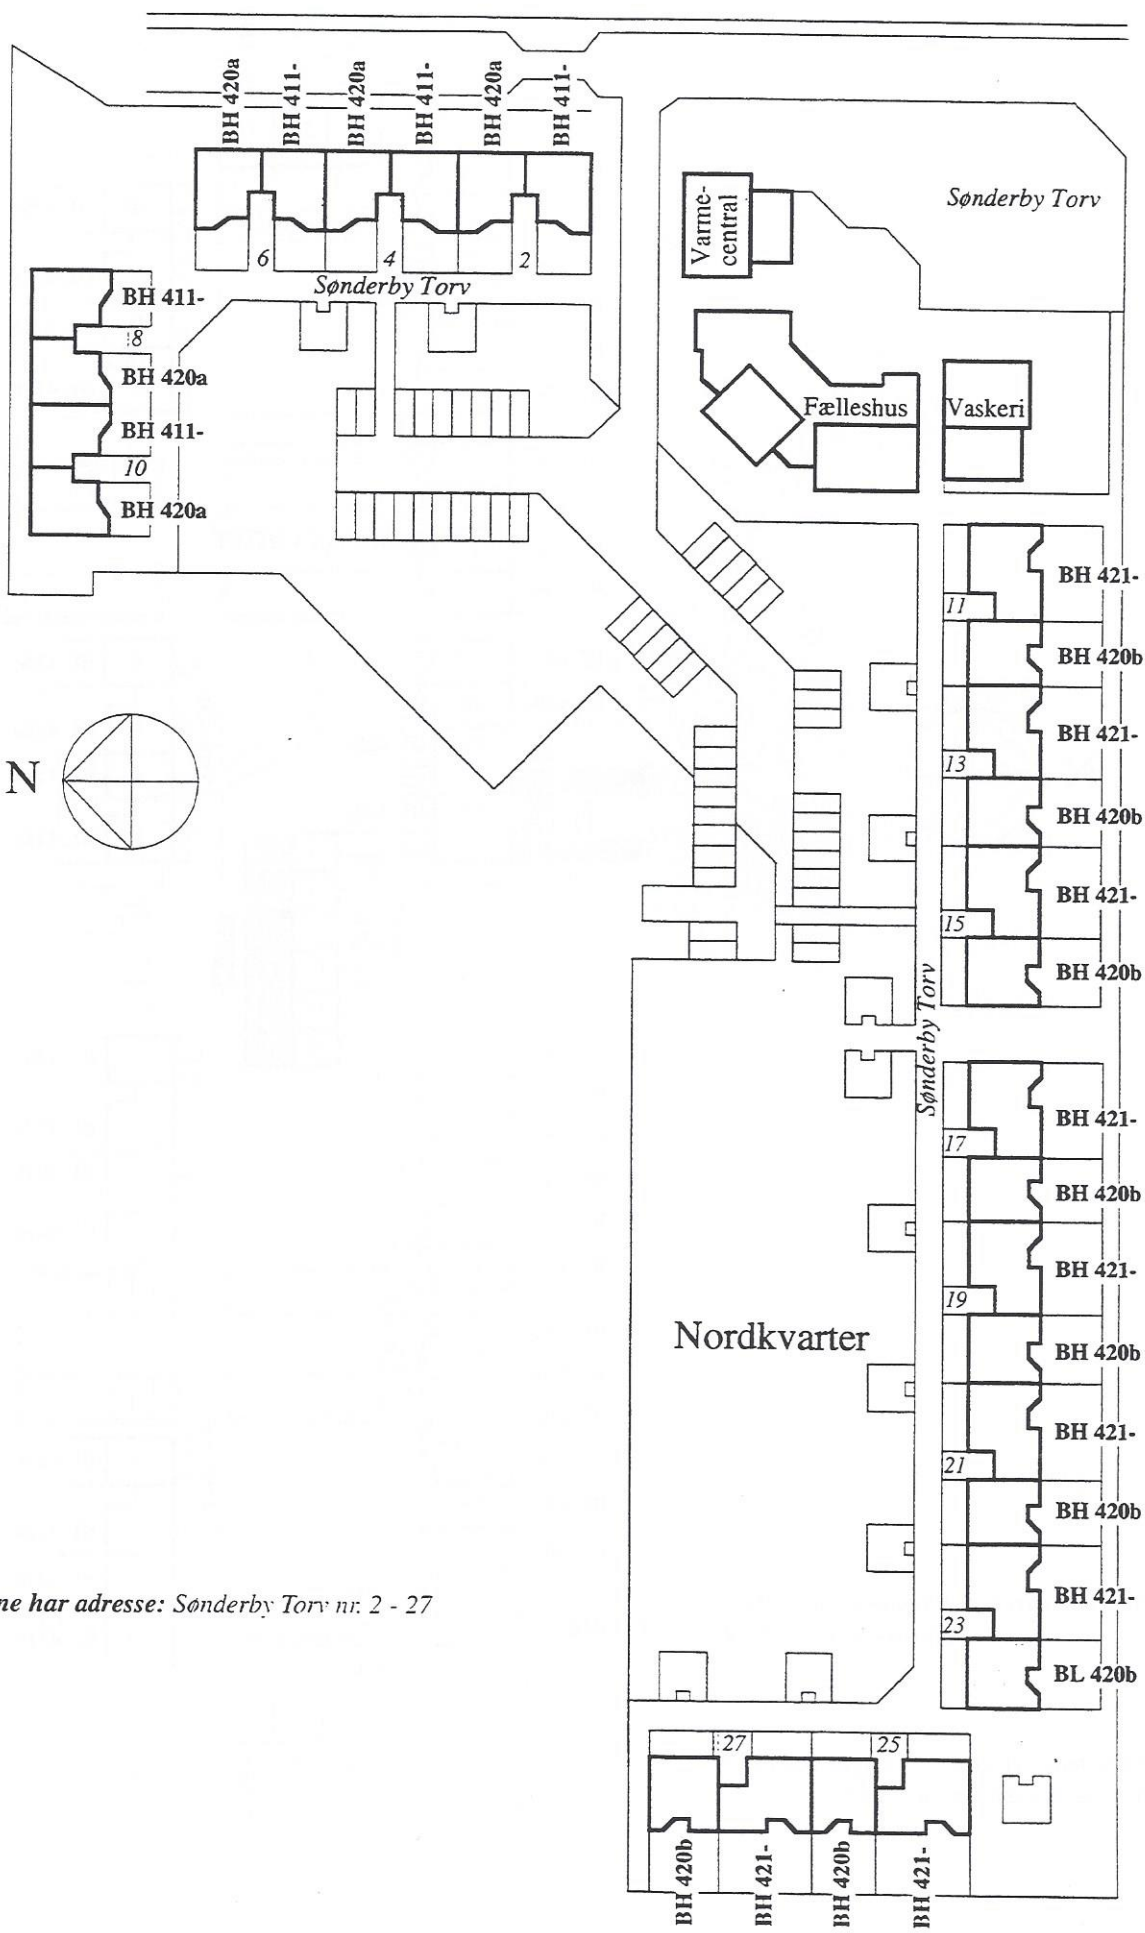 BH 420a
BH 411-
BH 420a
BH 411-
BH 420a
BH 411-
6
4
2
Sønderby Torv
Varme-
central
Sønderby Torv
BH 411-
8
BH 420a
BH 411-
10
BH 420a
Fælleshus
Vaskeri
BH 421-
11
BH 420b
BH 421-
13
BH 420b
BH 421-
15
BH 420b
N
Sønderby Torv
BH 421-
17
BH 420b
BH 421-
19
BH 420b
Nordkvarter
BH 421-
21
BH 420b
BH 421-
23
BL 420b
ne har adresse: Sønderby Torv nr. 2 - 27
27
25
BH 420b
BH 421-
BH 420b
BH 421-